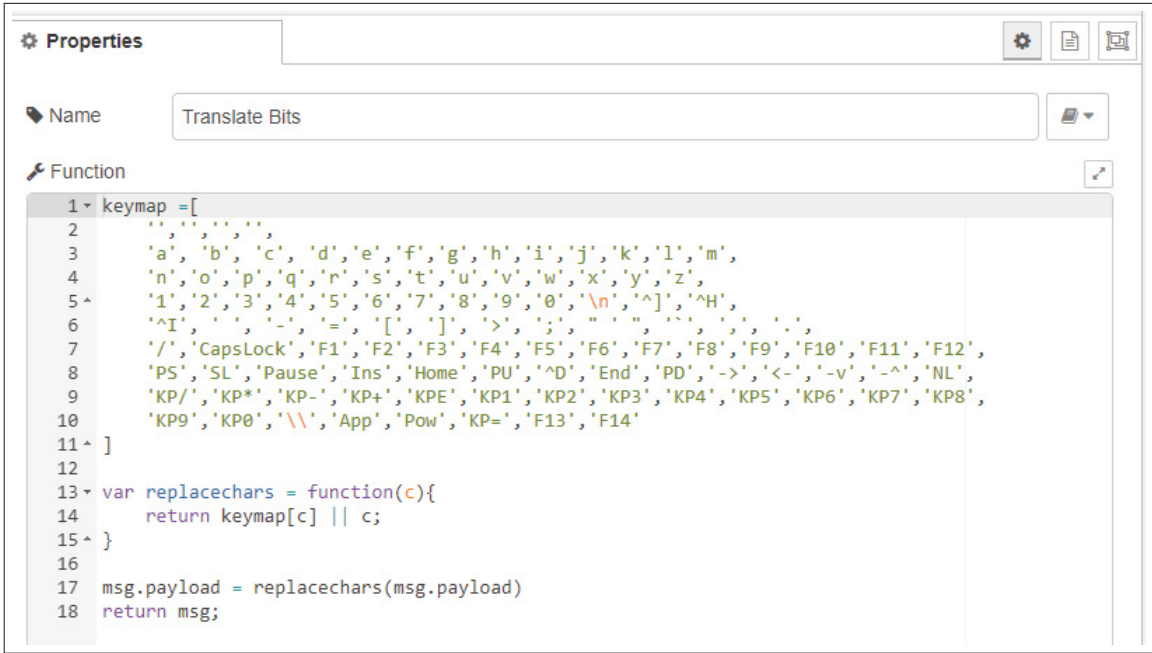 Properties
Name
Translate Bits
Function
1 keymap =[
2 '','','','',
3 'a', 'b', 'c', 'd','e','f','g','h','i','j','k','l','m',
4 'n','o','p','q','r','s','t','u','v','w','x','y','z',
5 '1','2','3','4','5','6','7','8','9','0','\n','^]','^H',
6 '^I', ' ', '-', '=', '[', ']', '>', ';', " ' ", '`', ',', '.',
7 '/','CapsLock','F1','F2','F3','F4','F5','F6','F7','F8','F9','F10','F11','F12',
8 'PS','SL','Pause','Ins','Home','PU','^D','End','PD','->','<-','-v','-^','NL',
9 'KP/','KP*','KP-','KP+','KPE','KP1','KP2','KP3','KP4','KP5','KP6','KP7','KP8',
10 'KP9','KP0','\\','App','Pow','KP=','F13','F14'
11 ]
12
13 var replacechars = function(c){
14 return keymap[c] || c;
15 }
16
17 msg.payload = replacechars(msg.payload)
18 return msg;